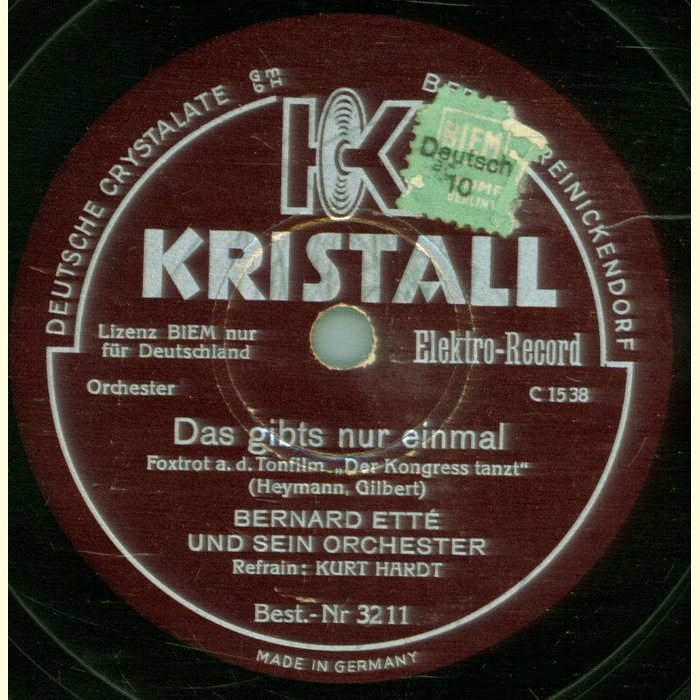 DEUTSCHE CRYSTALATE GMBH REINICKENDORF
K
BIEM
Deutsch
10
BERLIN
KRISTALL
Lizenz BIEM nur
für Deutschland
Elektro-Record
Orchester
C 1538
Das gibts nur einmal
Foxtrot a. d. Tonfilm „Der Kongress tanzt“
(Heymann, Gilbert)
BERNARD ETTÉ
UND SEIN ORCHESTER
Refrain: KURT HARDT
Best.-Nr 3211
MADE IN GERMANY